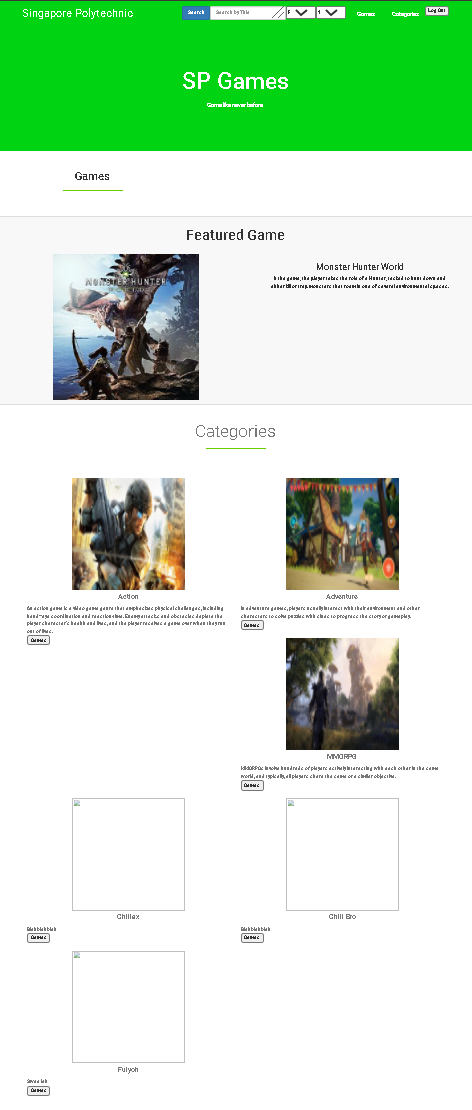 Singapore Polytechnic
Search
Search by Title
Games
Categories
Log Out
SP Games
Game like never before
Games
Featured Game
MONSTER HUNTER
Monster Hunter World
In the game, the player takes the role of a Hunter, tasked to hunt down and
either kill or trap monsters that roam in one of several environmental spaces.
Categories
Action
An action game is a video game genre that emphasizes physical challenges, including
hand–eye coordination and reaction-time. Enemy attacks and obstacles deplete the
player character's health and lives, and the player receives a game over when they run
out of lives.
Games
Adventure
In adventure games, players usually interact with their environment and other
characters to solve puzzles with clues to progress the story or gameplay.
Games
MMORPG
MMORPGs involve hundreds of players actively interacting with each other in the same
world, and typically, all players share the same or a similar objective.
Games
Chillax
Blahblahblah
Games
Chill Bro
Blahblahblah
Games
Fuiyoh
Games